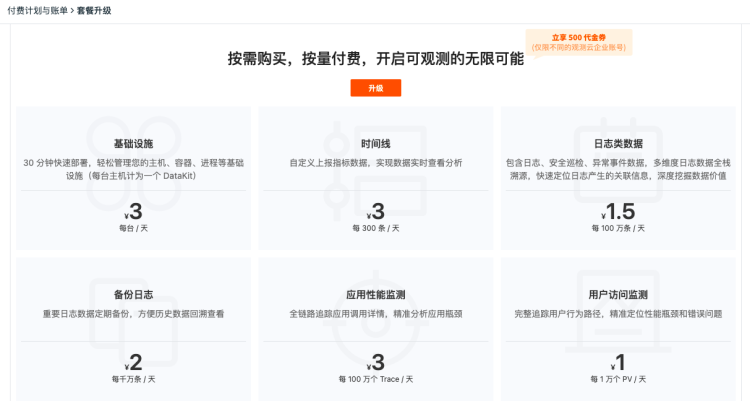 付费计划与账单 > 套餐升级
立享 500 代金券
(仅限不同的观测云企业账号)
按需购买，按量付费，开启可观测的无限可能
升级
基础设施
30 分钟快速部署，轻松管理您的主机、容器、进程等基础
设施（每台主机计为一个 DataKit）
¥3
每台 / 天
时间线
自定义上报指标数据，实现数据实时查看分析
¥3
每 300 条 / 天
日志类数据
包含日志、安全巡检、异常事件数据，多维度日志数据全栈
溯源，快速定位日志产生的关联信息，深度挖掘数据价值
¥1.5
每 100 万条 / 天
备份日志
重要日志数据定期备份，方便历史数据回溯查看
¥2
每千万条 / 天
应用性能监测
全链路追踪应用调用详情，精准分析应用瓶颈
¥3
每 100 万个 Trace / 天
用户访问监测
完整追踪用户行为路径，精准定位性能瓶颈和错误问题
¥1
每 1 万个 PV / 天